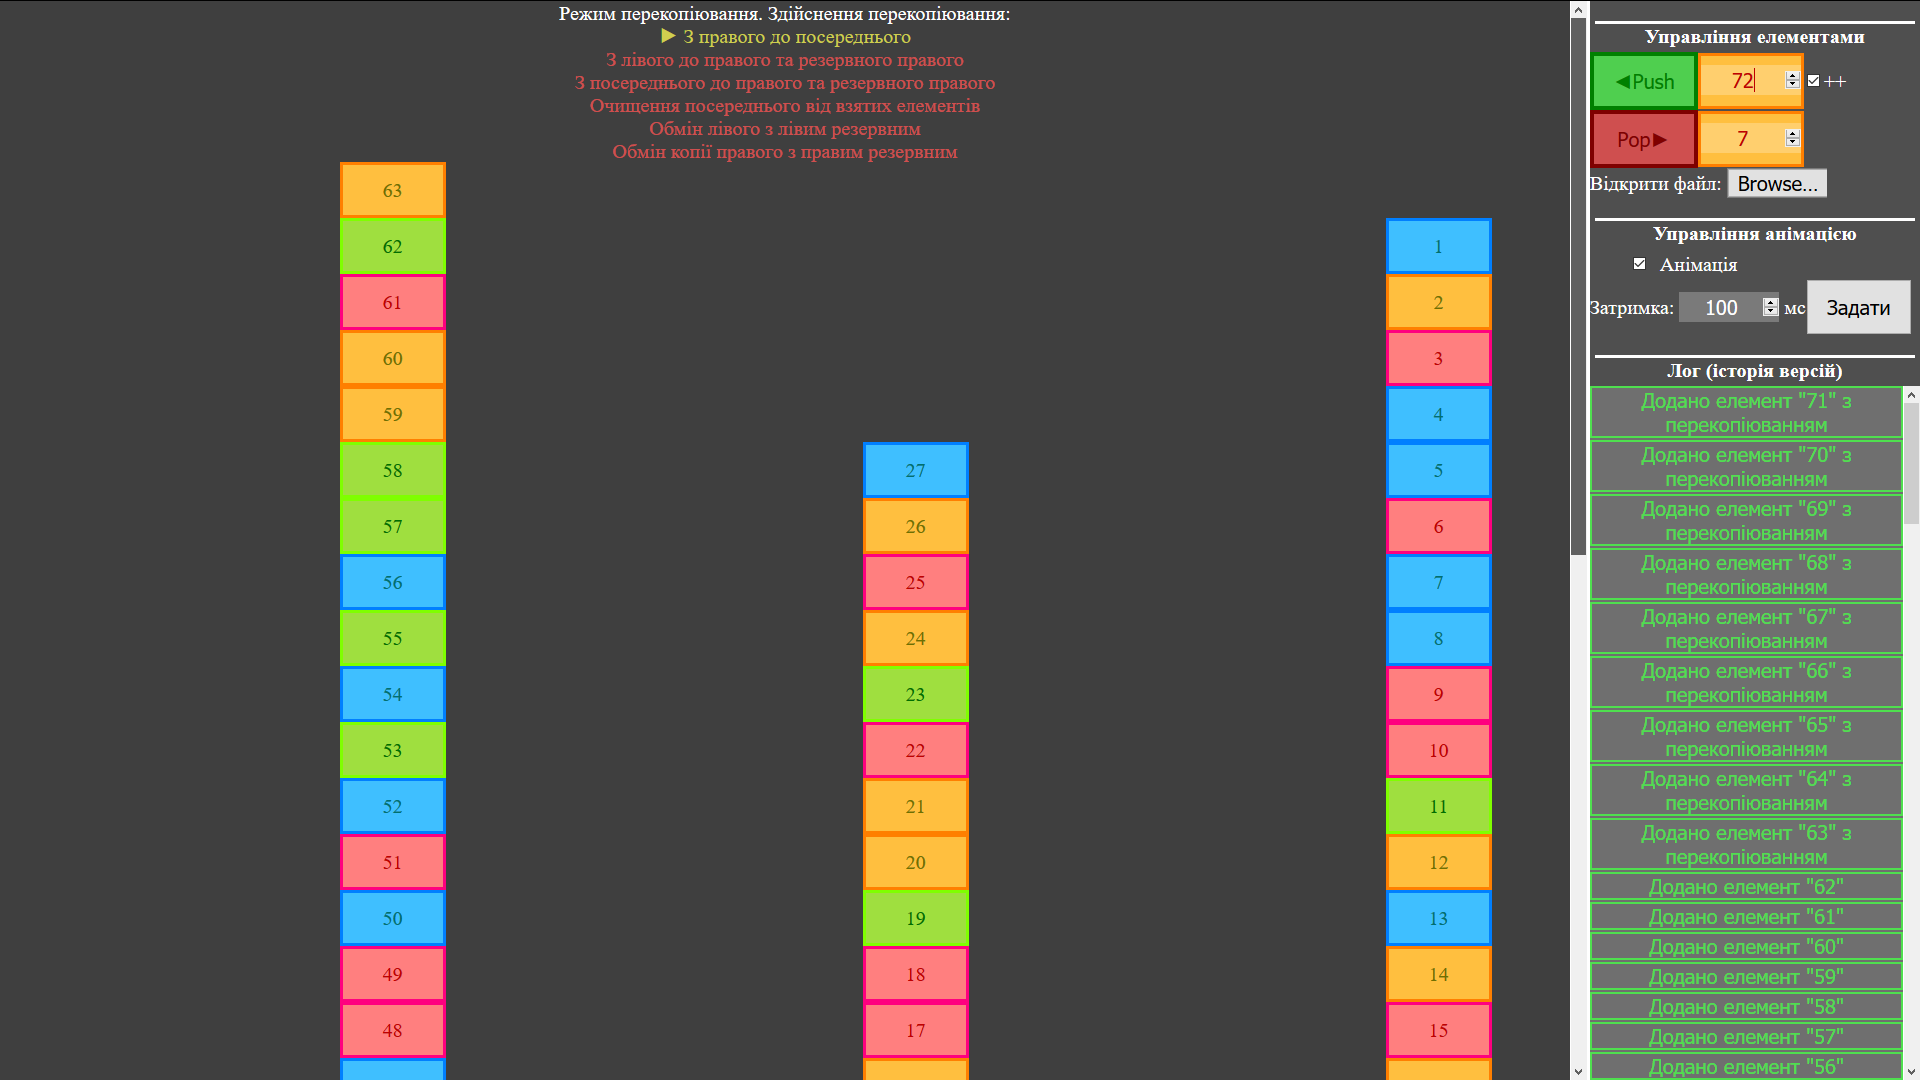 Режим перекопіювання. Здійснення перекопіювання:
▶ З правого до посереднього
З лівого до правого та резервного правого
З посереднього до правого та резервного правого
Очищення посереднього від взятих елементів
Обмін лівого з лівим резервним
Обмін копії правого з правим резервним
63
62
61
60
59
58
57
56
55
54
53
52
51
50
49
48
27
26
25
24
23
22
21
20
19
18
17
1
2
3
4
5
6
7
8
9
10
11
12
13
14
15
Управління елементами
◀Push 72 ++
Pop▶ 7
Відкрити файл: Browse...
Управління анімацією
Анімація
Затримка: 100 мс Задати
Лог (історія версій)
Додано елемент "71" з
перекопіюванням
Додано елемент "70" з
перекопіюванням
Додано елемент "69" з
перекопіюванням
Додано елемент "68" з
перекопіюванням
Додано елемент "67" з
перекопіюванням
Додано елемент "66" з
перекопіюванням
Додано елемент "65" з
перекопіюванням
Додано елемент "64" з
перекопіюванням
Додано елемент "63" з
перекопіюванням
Додано елемент "62"
Додано елемент "61"
Додано елемент "60"
Додано елемент "59"
Додано елемент "58"
Додано елемент "57"
Додано елемент "56"